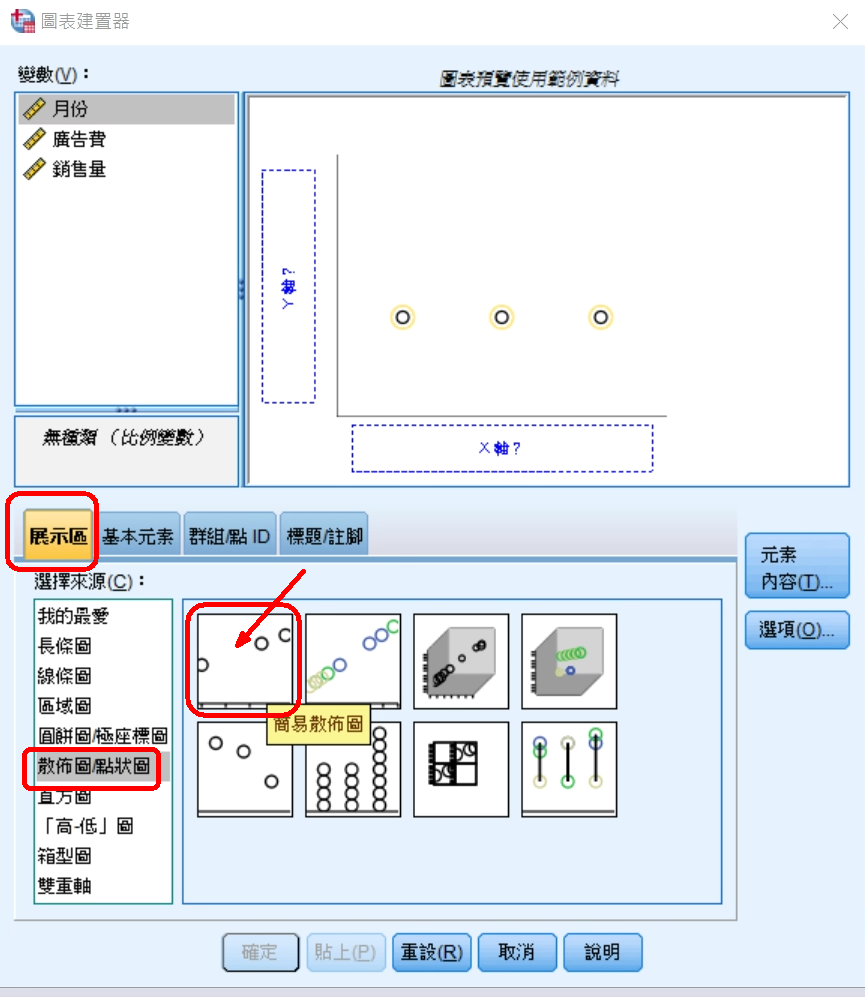 圖表建置器
變數(V)：
圖表預覽使用範例資料
月份
廣告費
銷售量
Y 軸?
X 軸?
無種類（比例變數）
展示區
基本元素
群組/點 ID
標題/註腳
元素
內容(T)...
選項(O)...
選擇來源(C)：
我的最愛
長條圖
線條圖
區域圖
圓餅圖/極座標圖
散佈圖/點狀圖
直方圖
「高-低」圖
箱型圖
雙重軸
簡易散佈圖
確定
貼上(P)
重設(R)
取消
說明